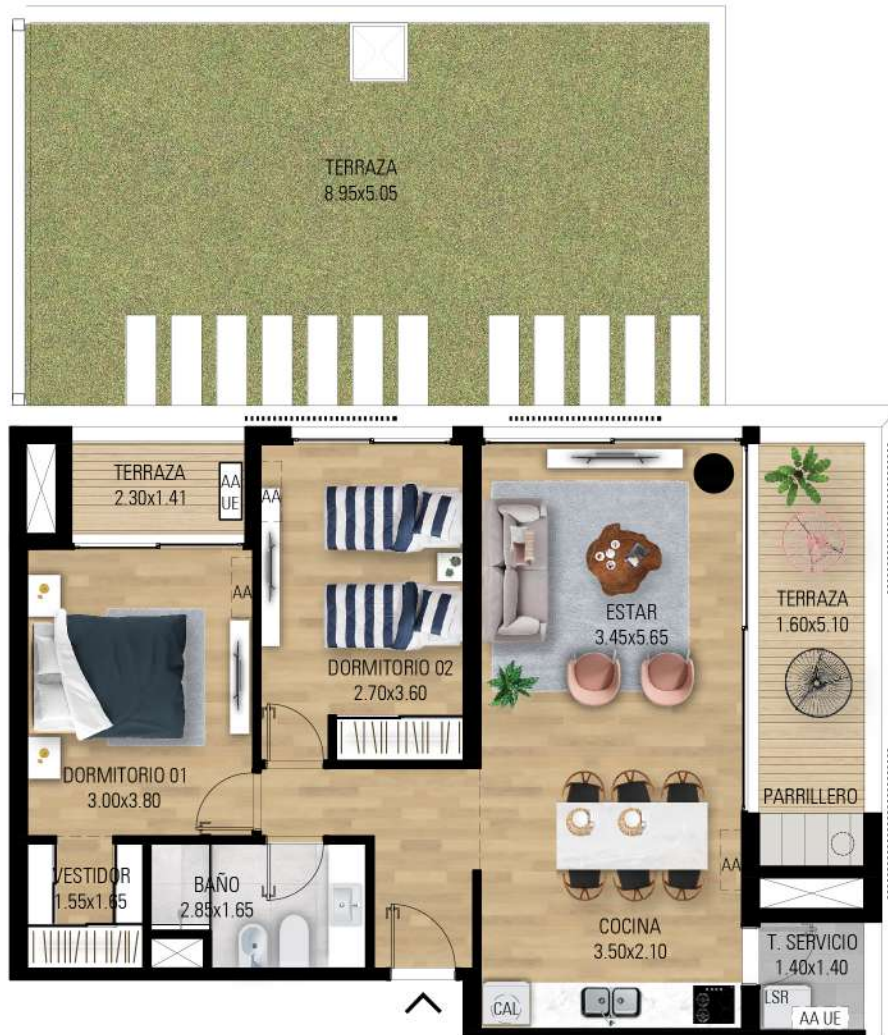 TERRAZA
8.95x5.05
TERRAZA
2.30x1.41
AA
UE
AA
AA
ESTAR
3.45x5.65
TERRAZA
1.60x5.10
DORMITORIO 02
2.70x3.60
DORMITORIO 01
3.00x3.80
PARRILLERO
AA
VESTIDOR
1.55x1.65
BAÑO
2.85x1.65
COCINA
3.50x2.10
T. SERVICIO
1.40x1.40
CAL
LSR
AA UE